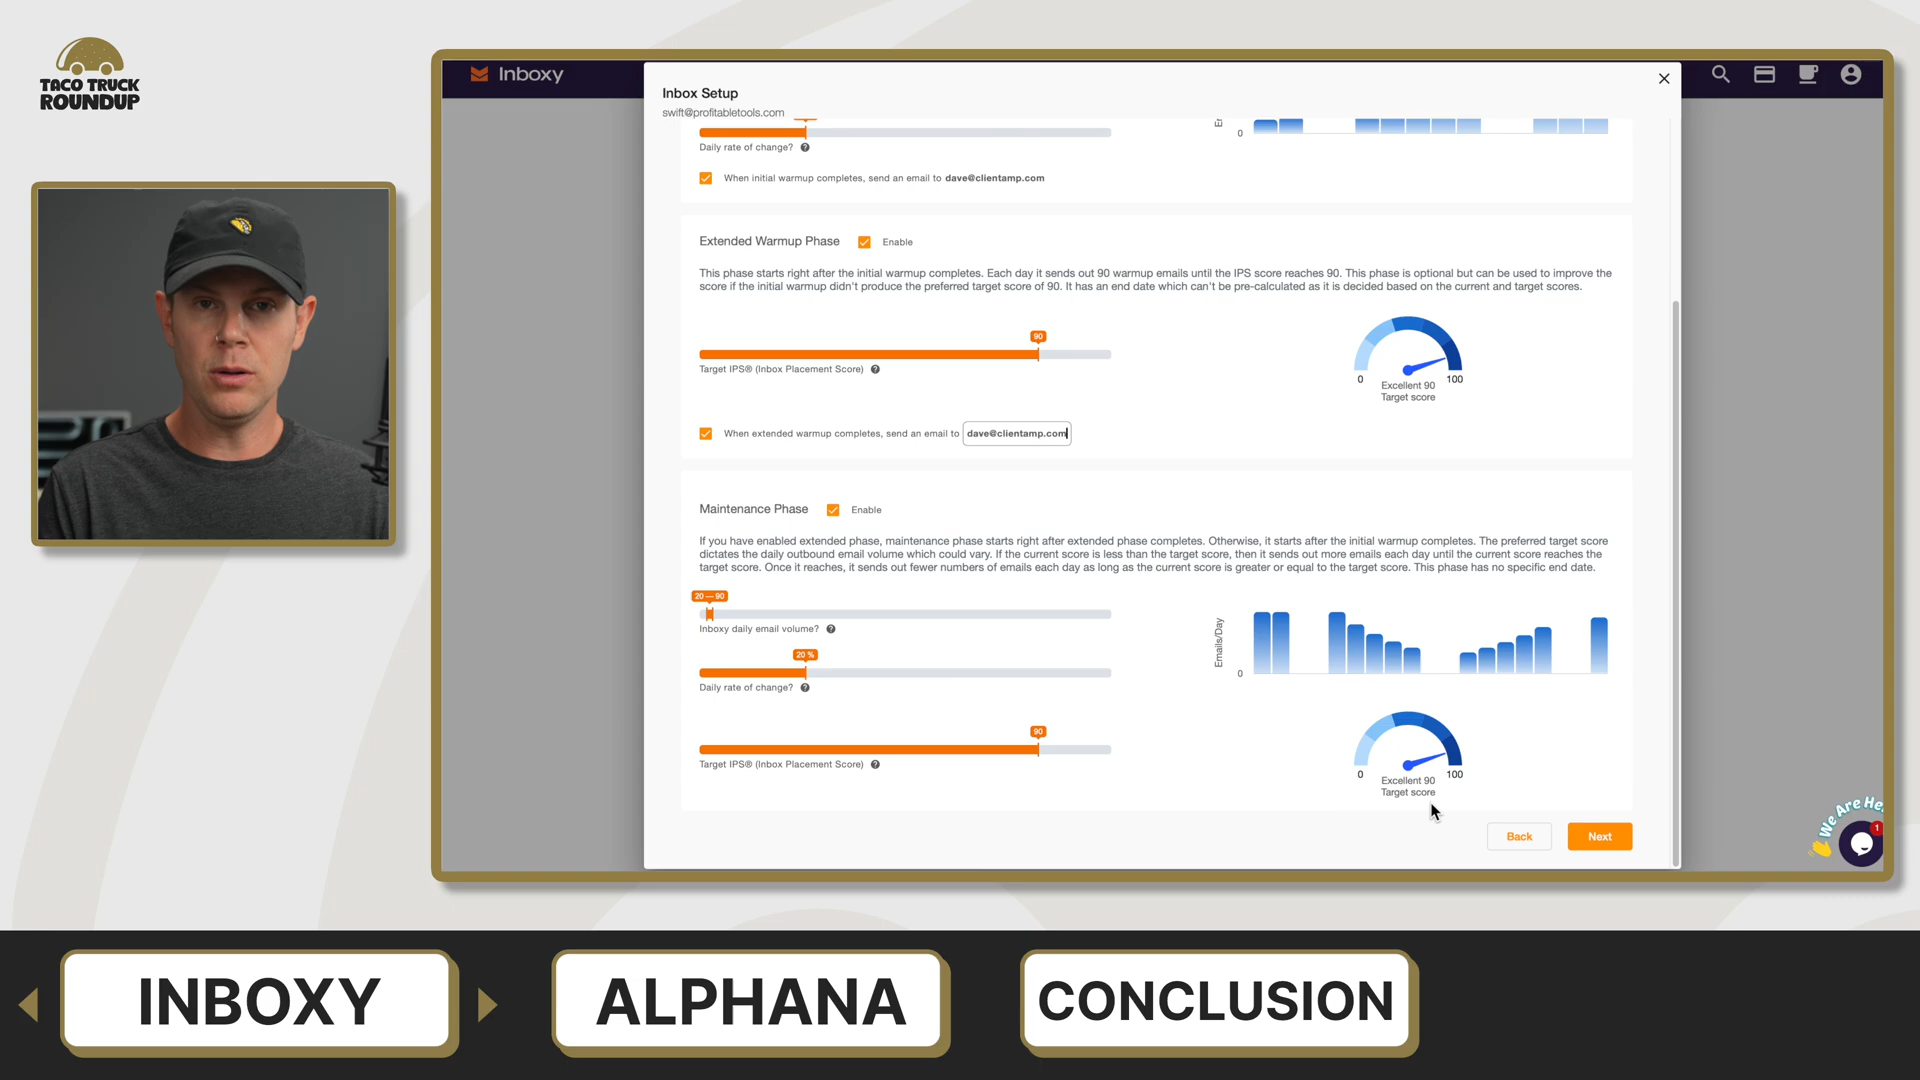 TACO TRUCK
ROUNDUP
Inboxy
Inbox Setup
swift@profitabletools.com
Daily rate of change?
0
When initial warmup completes, send an email to dave@clientamp.com
Extended Warmup Phase
Enable
This phase starts right after the initial warmup completes. Each day it sends out 90 warmup emails until the IPS score reaches 90. This phase is optional but can be used to improve the
score if the initial warmup didn't produce the preferred target score of 90. It has an end date which can't be pre-calculated as it is decided based on the current and target scores.
90
Target IPS® (Inbox Placement Score)
0
100
Excellent 90
Target score
When extended warmup completes, send an email to dave@clientamp.com
Maintenance Phase
Enable
If you have enabled extended phase, maintenance phase starts right after extended phase completes. Otherwise, it starts after the initial warmup completes. The preferred target score
dictates the daily outbound email volume which could vary. If the current score is less than the target score, then it sends out more emails each day until the current score reaches the
target score. Once it reaches, it sends out fewer numbers of emails each day as long as the current score is greater or equal to the target score. This phase has no specific end date.
20 — 90
Inboxy daily email volume?
Emails/Day
0
20 %
Daily rate of change?
90
Target IPS® (Inbox Placement Score)
0
100
Excellent 90
Target score
Back
Next
We Are He
1
INBOXY
ALPHANA
CONCLUSION